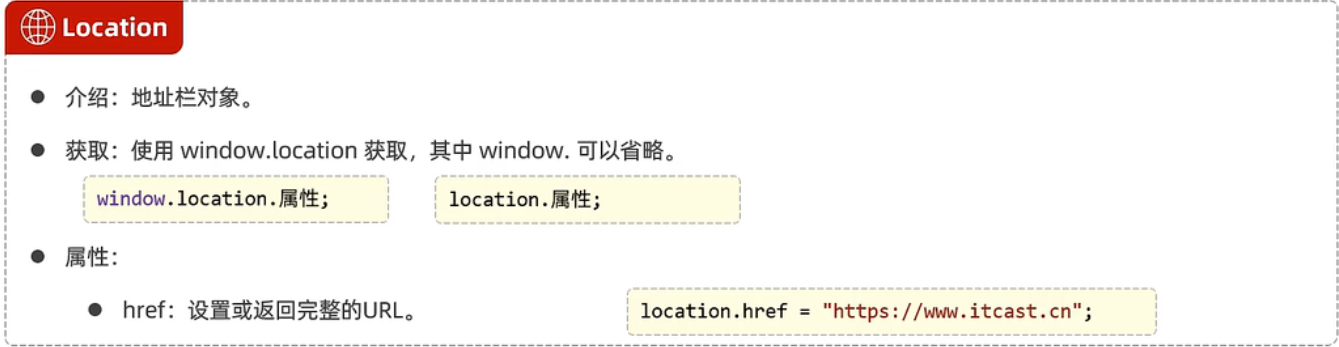 Location
介绍：地址栏对象。
获取：使用 window.location 获取，其中 window. 可以省略。
window.location.属性; location.属性;
属性：
href：设置或返回完整的URL。 location.href = "https://www.itcast.cn";